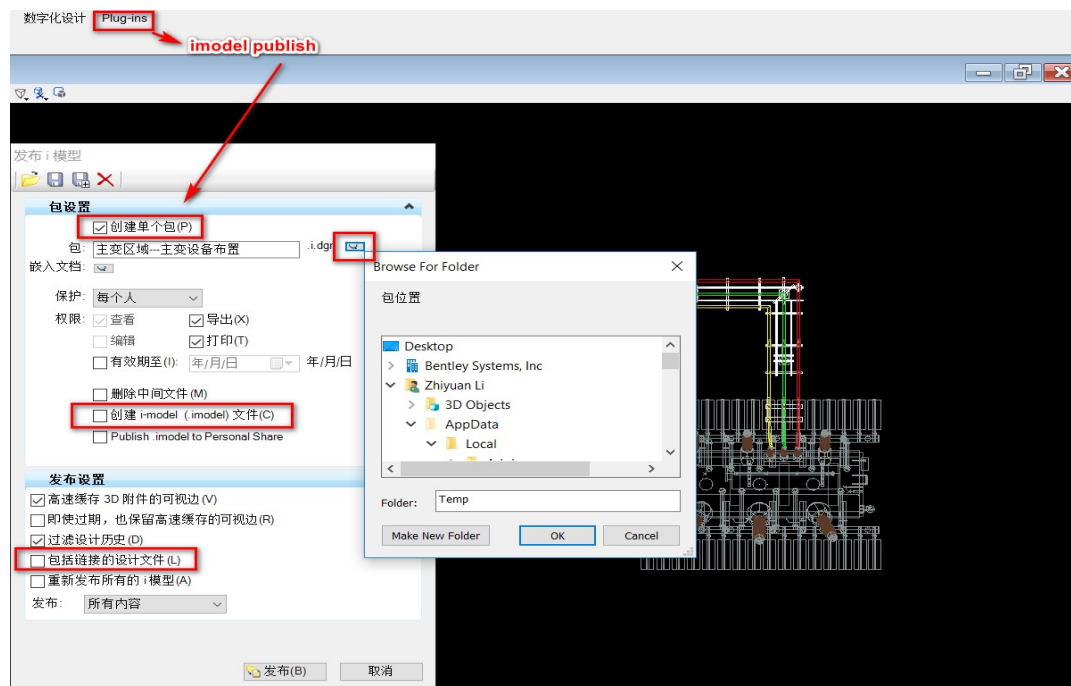 数字化设计 Plug-ins
imodel publish
发布 i 模型
包设置
创建单个包(P)
包: 主变区域---主变设备布置 .i.dgn
嵌入文档:
保护: 每个人
权限: 查看 导出(X)
编辑 打印(T)
有效期至(I): 年/月/日 年/月/日
删除中间文件(M)
创建 i-model (.imodel) 文件(C)
Publish .imodel to Personal Share
发布设置
高速缓存 3D 附件的可视边(V)
即使过期，也保留高速缓存的可视边(R)
过滤设计历史(D)
包括链接的设计文件(L)
重新发布所有的 i 模型(A)
发布: 所有内容
发布(B) 取消
Browse For Folder
包位置
Desktop
Bentley Systems, Inc
Zhiyuan Li
3D Objects
AppData
Local
Folder: Temp
Make New Folder OK Cancel